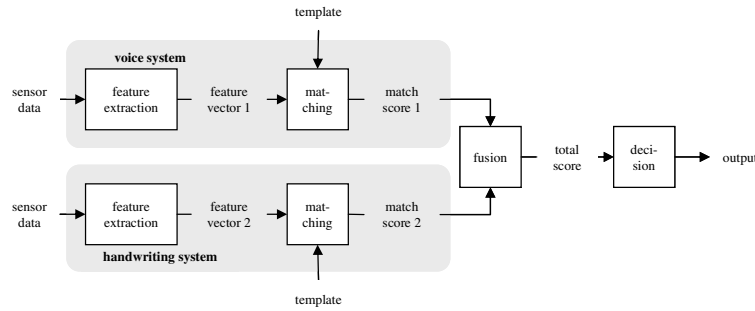 template
voice system
sensor
data
feature
extraction
feature
vector 1
mat-
ching
match
score 1
fusion
total
score
deci-
sion
output
sensor
data
feature
extraction
feature
vector 2
mat-
ching
match
score 2
handwriting system
template